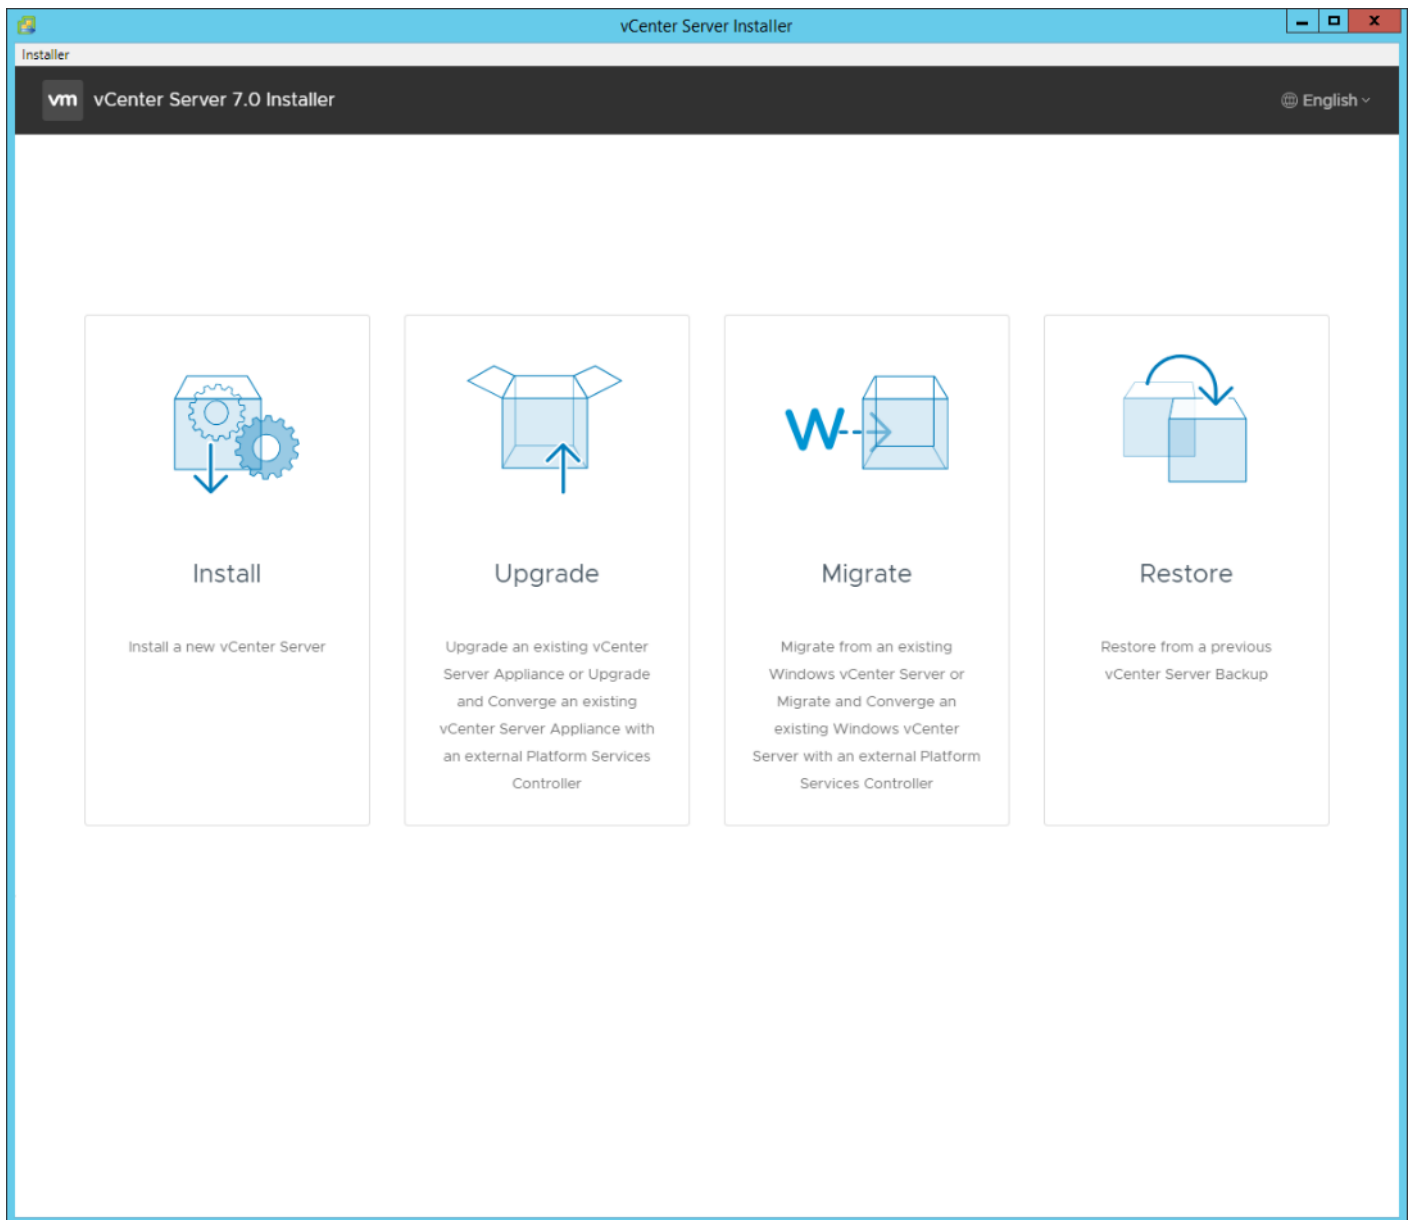 vCenter Server Installer
X
Installer
vm vCenter Server 7.0 Installer
English
W
Install
Install a new vCenter Server
Upgrade
Upgrade an existing vCenter
Server Appliance or Upgrade
and Converge an existing
vCenter Server Appliance with
an external Platform Services
Controller
Migrate
Migrate from an existing
Windows vCenter Server or
Migrate and Converge an
existing Windows vCenter
Server with an external Platform
Services Controller
Restore
Restore from a previous
vCenter Server Backup